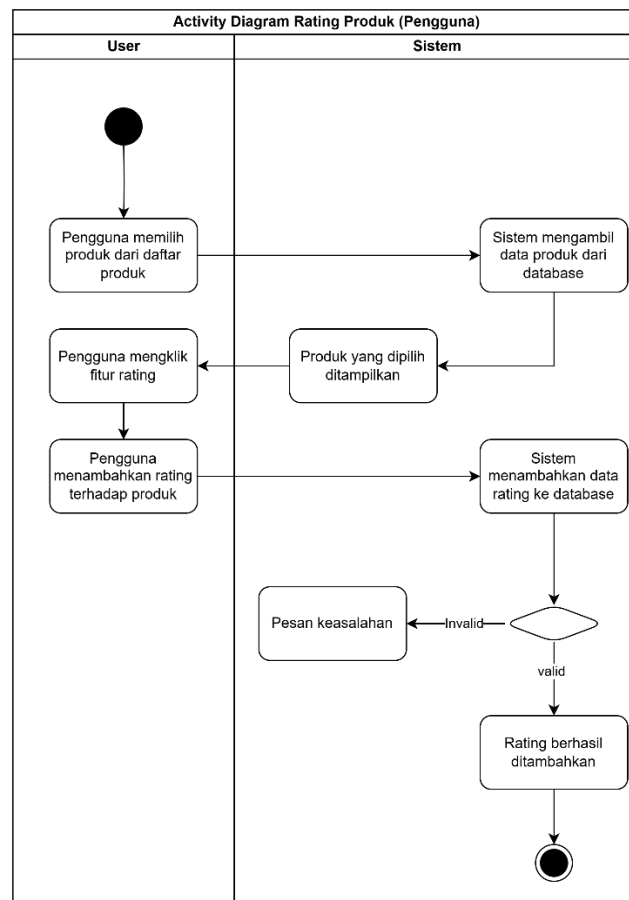 Activity Diagram Rating Produk (Pengguna)
User
Sistem
Pengguna memilih
produk dari daftar
produk
Sistem mengambil
data produk dari
database
Pengguna mengklik
fitur rating
Produk yang dipilih
ditampilkan
Pengguna
menambahkan rating
terhadap produk
Sistem
menambahkan data
rating ke database
Pesan keasalahan
Invalid
valid
Rating berhasil
ditambahkan